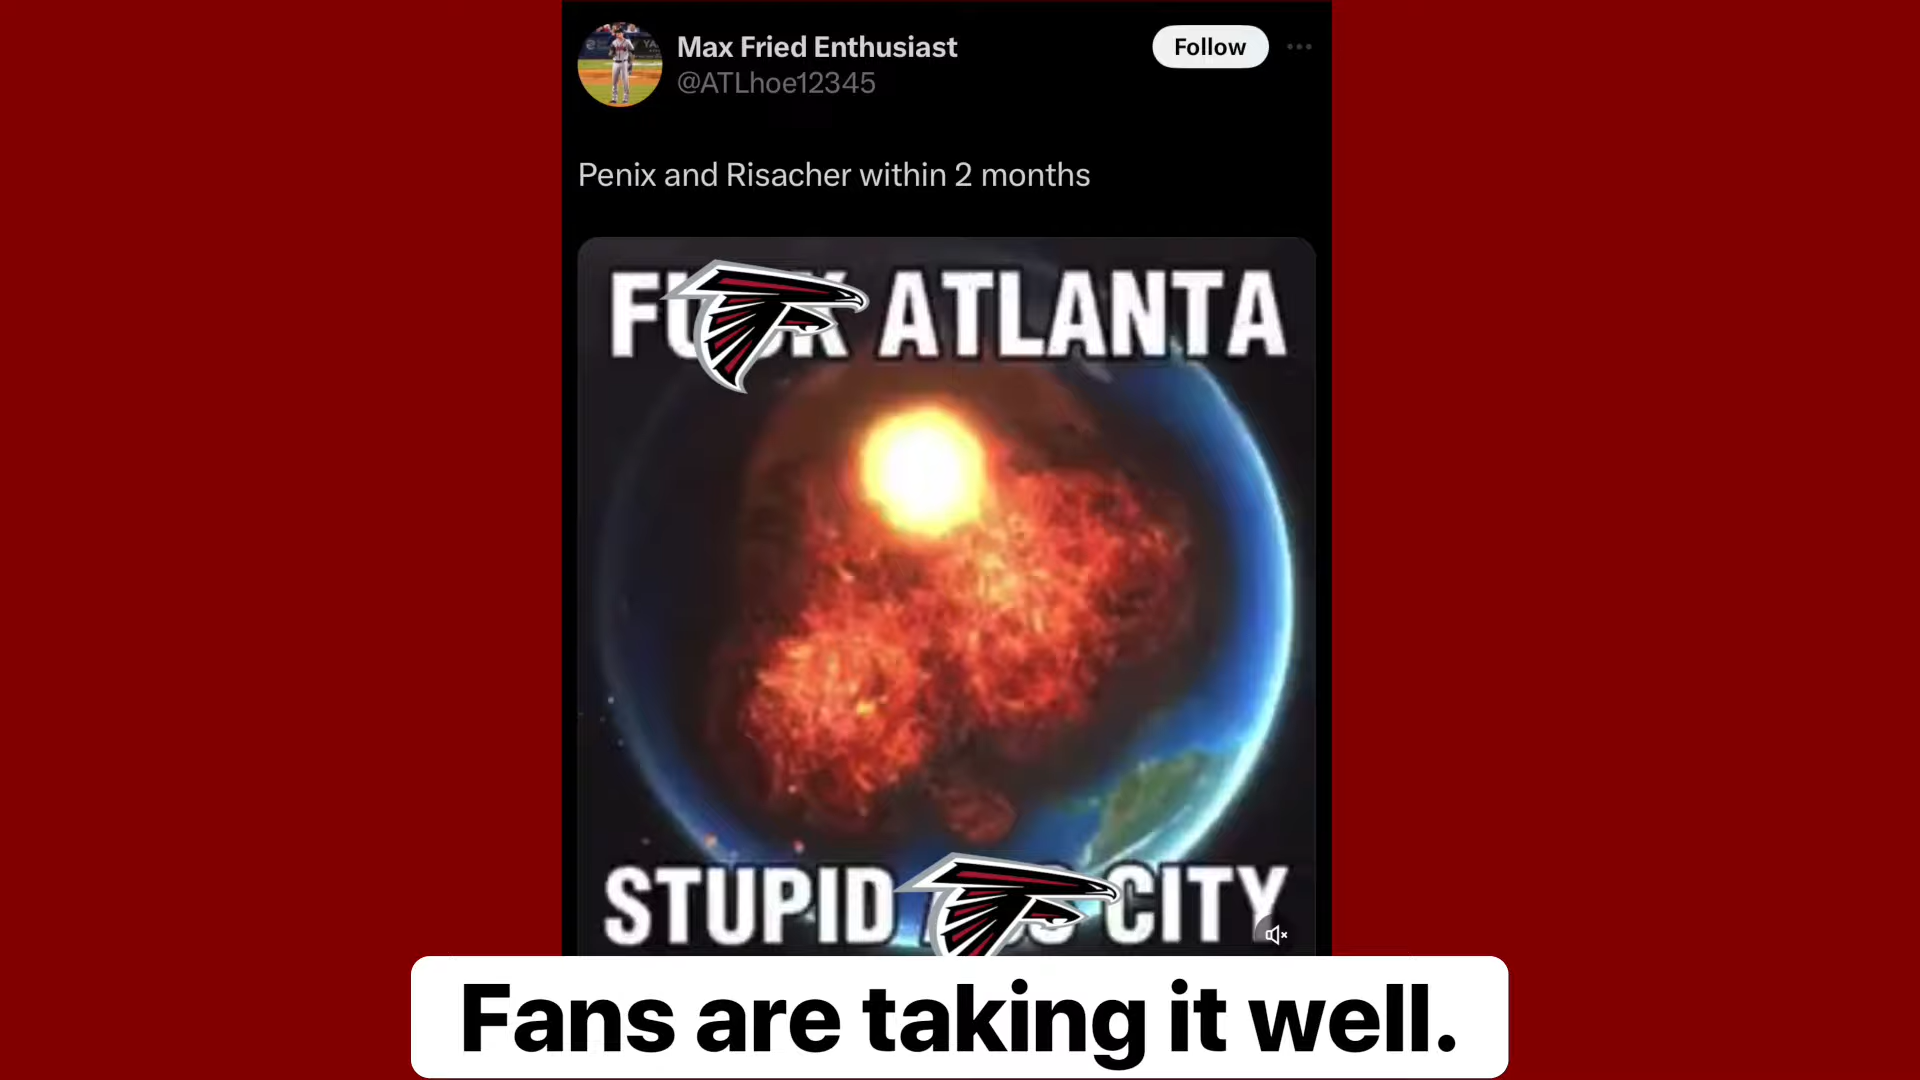 Max Fried Enthusiast
Follow
@ATLhoe12345
Penix and Risacher within 2 months
FU K ATLANTA
STUPID CITY
Fans are taking it well.